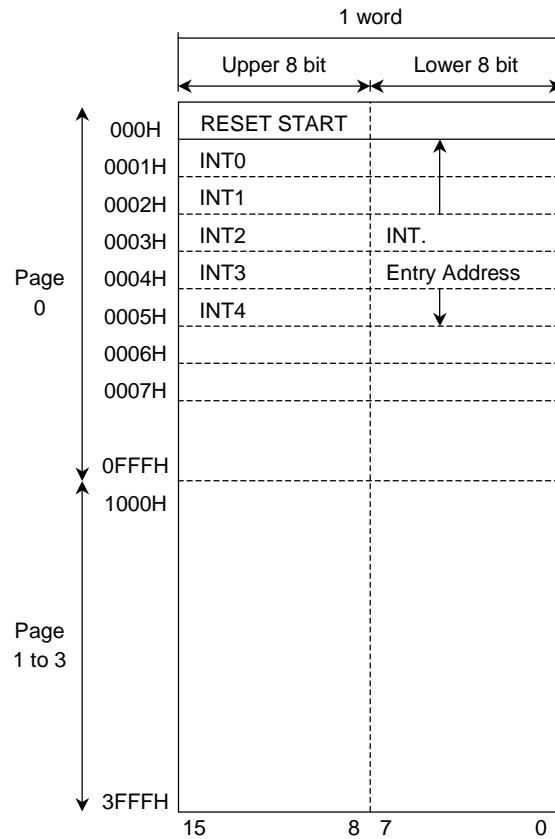 1 word
Upper 8 bit Lower 8 bit
000H RESET START
0001H INT0
0002H INT1
0003H INT2 INT.
Page 0004H INT3 Entry Address
0 0005H INT4
0006H
0007H
0FFFH
1000H
Page
1 to 3
3FFFH
15 8 7 0